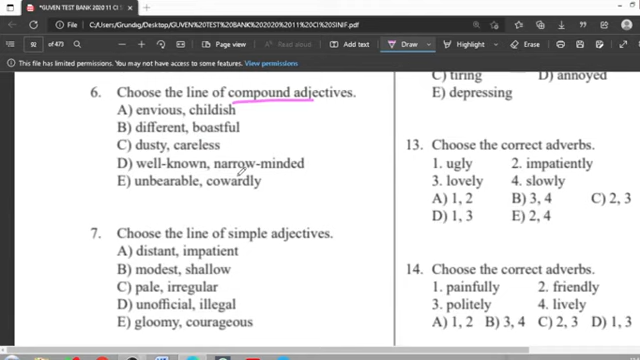 GUVEN%20TEST%20BANK%202020%2011%20CI%20SINIF
C:/Users/Grundig/Desktop/GUVEN%20TEST%20BANK%202020%2011%20CI%20SINIF.pdf
92 of 473
Page view
Read aloud
Add text
Draw
Highlight
Erase
This file has limited permissions. You may not have access to some features. View permissions
6. Choose the line of compound adjectives.
A) envious, childish
B) different, boastful
C) dusty, careless
D) well-known, narrow-minded
E) unbearable, cowardly
7. Choose the line of simple adjectives.
A) distant, impatient
B) modest, shallow
C) pale, irregular
D) unofficial, illegal
E) gloomy, courageous
C) tiring D) annoyed
E) depressing
13. Choose the correct adverbs.
1. ugly 2. impatiently
3. lovely 4. slowly
A) 1, 2 B) 3, 4 C) 2, 3
D) 1, 3 E) 2, 4
14. Choose the correct adverbs.
1. painfully 2. friendly
3. politely 4. lively
A) 1, 2 B) 3, 4 C) 2, 3 D) 1, 3